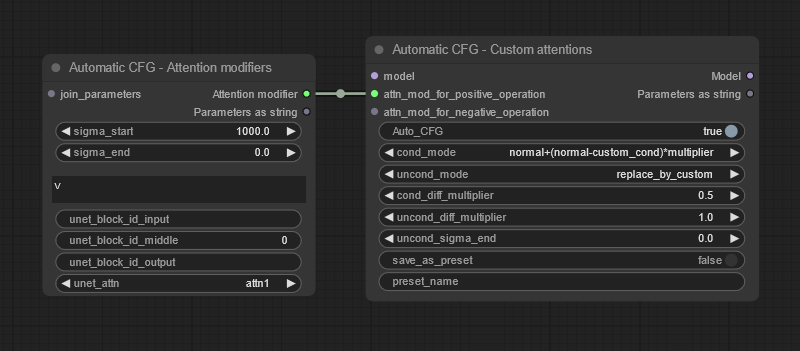 Automatic CFG - Attention modifiers
join_parameters
Attention modifier
Parameters as string
sigma_start 1000.0
sigma_end 0.0
v
unet_block_id_input
unet_block_id_middle 0
unet_block_id_output
unet_attn attn1
Automatic CFG - Custom attentions
model Model
attn_mod_for_positive_operation Parameters as string
attn_mod_for_negative_operation
Auto_CFG true
cond_mode normal+(normal-custom_cond)*multiplier
uncond_mode replace_by_custom
cond_diff_multiplier 0.5
uncond_diff_multiplier 1.0
uncond_sigma_end 0.0
save_as_preset false
preset_name